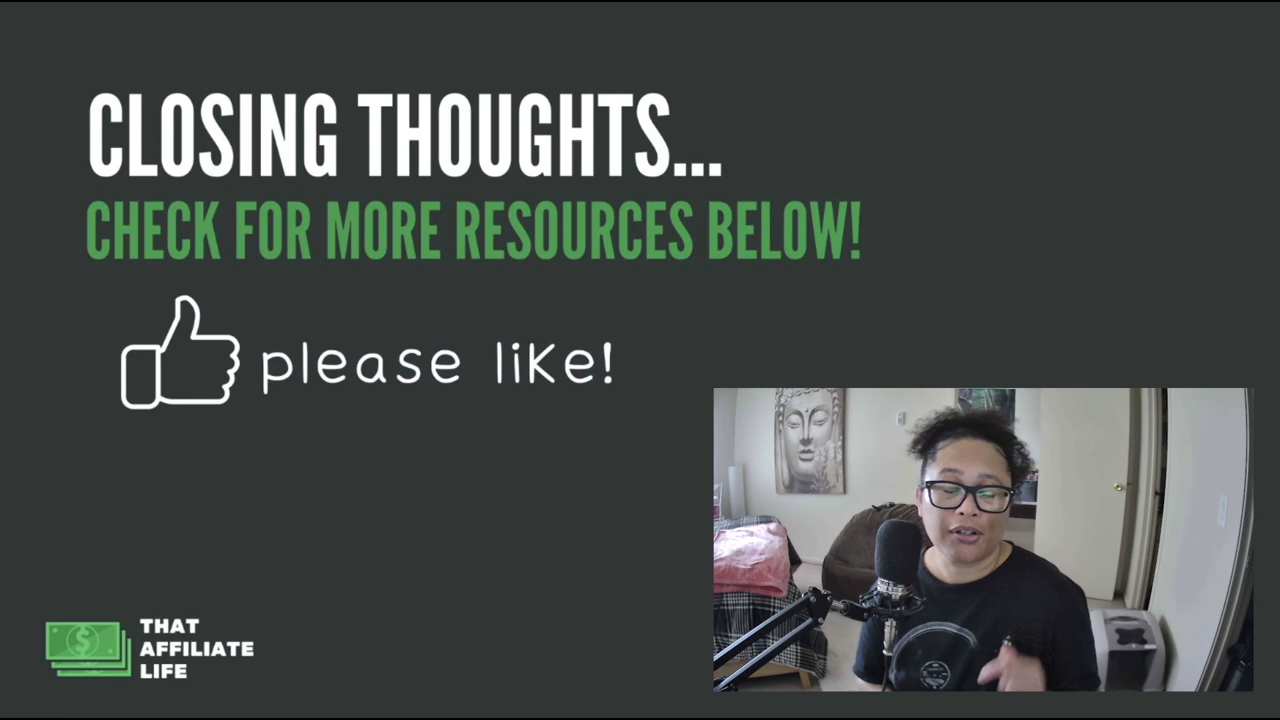 CLOSING THOUGHTS...
CHECK FOR MORE RESOURCES BELOW!
please like!
THAT
AFFILIATE
LIFE